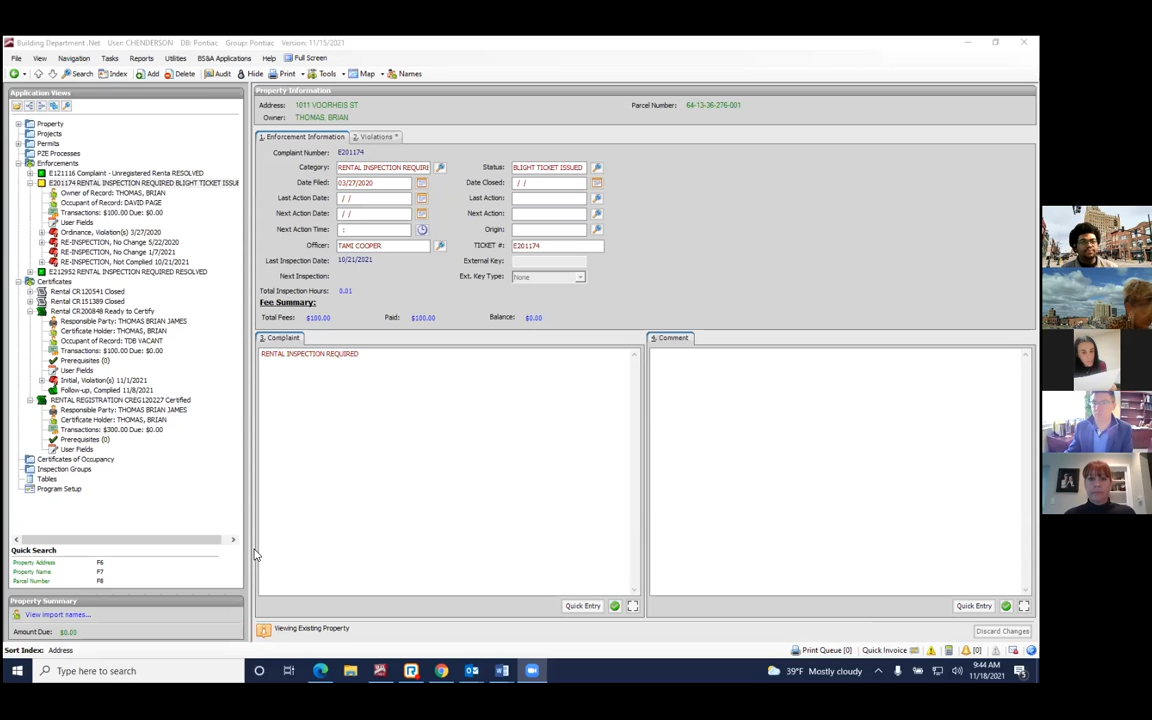 Building Department .Net  User: CHENDERSON  DB: Pontiac  Group: Pontiac  Version: 11/15/2021
File View Navigation Tasks Reports Utilities BS&A Applications Help Full Screen
Search Index Add Delete Audit Hide Print Tools Map Names
Application Views
Property
Projects
Permits
PZE Processes
Enforcements
E121116 Complaint - Unregistered Renta RESOLVED
E201174 RENTAL INSPECTION REQUIRED BLIGHT TICKET ISSUE
Owner of Record: THOMAS, BRIAN
Occupant of Record: DAVID PAGE
Transactions: $100.00 Due: $0.00
User Fields
Ordinance, Violation(s) 3/27/2020
RE-INSPECTION, No Change 5/22/2020
RE-INSPECTION, No Change 1/7/2021
RE-INSPECTION, Not Complied 10/21/2021
E212952 RENTAL INSPECTION REQUIRED RESOLVED
Certificates
Rental CR120541 Closed
Rental CR151389 Closed
Rental CR200848 Ready to Certify
Responsible Party: THOMAS BRIAN JAMES
Certificate Holder: THOMAS, BRIAN
Occupant of Record: TDB VACANT
Transactions: $100.00 Due: $0.00
Prerequisites (0)
User Fields
Initial, Violation(s) 11/1/2021
Follow-up, Complied 11/8/2021
RENTAL REGISTRATION CREG120227 Certified
Responsible Party: THOMAS BRIAN JAMES
Certificate Holder: THOMAS, BRIAN
Transactions: $300.00 Due: $0.00
Prerequisites (0)
User Fields
Certificates of Occupancy
Inspection Groups
Tables
Program Setup
Quick Search
Property Address F6
Property Name F7
Parcel Number F8
Property Summary
View import names...
Amount Due: $0.00
Property Information
Address: 1011 VOORHEIS ST Parcel Number: 64-13-36-276-001
Owner: THOMAS, BRIAN
1. Enforcement Information 2. Violations *
Complaint Number: E201174
Category: RENTAL INSPECTION REQUIRE Status: BLIGHT TICKET ISSUED
Date Filed: 03/27/2020 Date Closed: / /
Last Action Date: / / Last Action:
Next Action Date: / / Next Action:
Next Action Time: : Origin:
Officer: TAMI COOPER TICKET #: E201174
Last Inspection Date: 10/21/2021 External Key:
Next Inspection: Ext. Key Type: None
Total Inspection Hours: 0.01
Fee Summary:
Total Fees: $100.00 Paid: $100.00 Balance: $0.00
3. Complaint 4. Comment
RENTAL INSPECTION REQUIRED
Quick Entry Quick Entry
Viewing Existing Property Discard Changes
Sort Index: Address Print Queue [0] Quick Invoice [0]
Type here to search 39°F Mostly cloudy 9:44 AM
11/18/2021